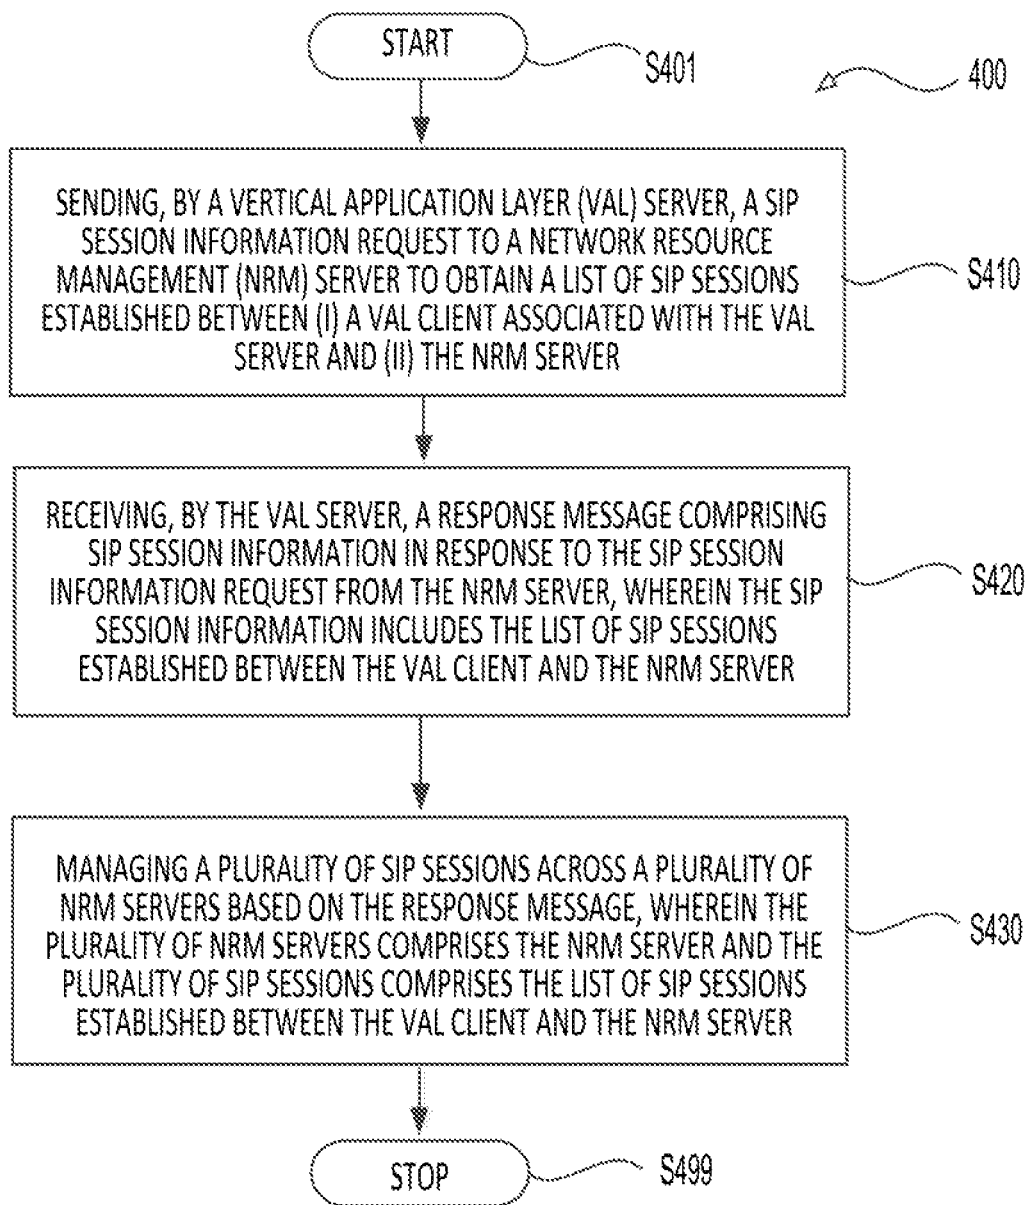 START
S401
400
SENDING, BY A VERTICAL APPLICATION LAYER (VAL) SERVER, A SIP
SESSION INFORMATION REQUEST TO A NETWORK RESOURCE
MANAGEMENT (NRM) SERVER TO OBTAIN A LIST OF SIP SESSIONS
ESTABLISHED BETWEEN (I) A VAL CLIENT ASSOCIATED WITH THE VAL
SERVER AND (II) THE NRM SERVER
S410
RECEIVING, BY THE VAL SERVER, A RESPONSE MESSAGE COMPRISING
SIP SESSION INFORMATION IN RESPONSE TO THE SIP SESSION
INFORMATION REQUEST FROM THE NRM SERVER, WHEREIN THE SIP
SESSION INFORMATION INCLUDES THE LIST OF SIP SESSIONS
ESTABLISHED BETWEEN THE VAL CLIENT AND THE NRM SERVER
S420
MANAGING A PLURALITY OF SIP SESSIONS ACROSS A PLURALITY OF
NRM SERVERS BASED ON THE RESPONSE MESSAGE, WHEREIN THE
PLURALITY OF NRM SERVERS COMPRISES THE NRM SERVER AND THE
PLURALITY OF SIP SESSIONS COMPRISES THE LIST OF SIP SESSIONS
ESTABLISHED BETWEEN THE VAL CLIENT AND THE NRM SERVER
S430
STOP
S499